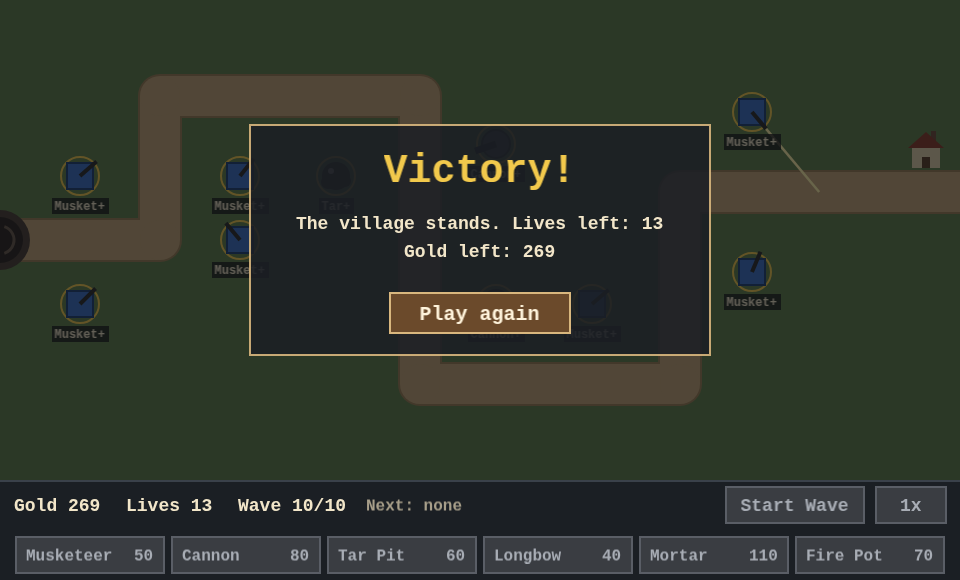 Musket+
Musket+
Tar+
Musket+
Musket+
Musket+
Musket+
Musket+
Victory!
The village stands. Lives left: 13
Gold left: 269
Play again
Gold 269 Lives 13 Wave 10/10 Next: none
Start Wave 1x
Musketeer 50 Cannon 80 Tar Pit 60 Longbow 40 Mortar 110 Fire Pot 70